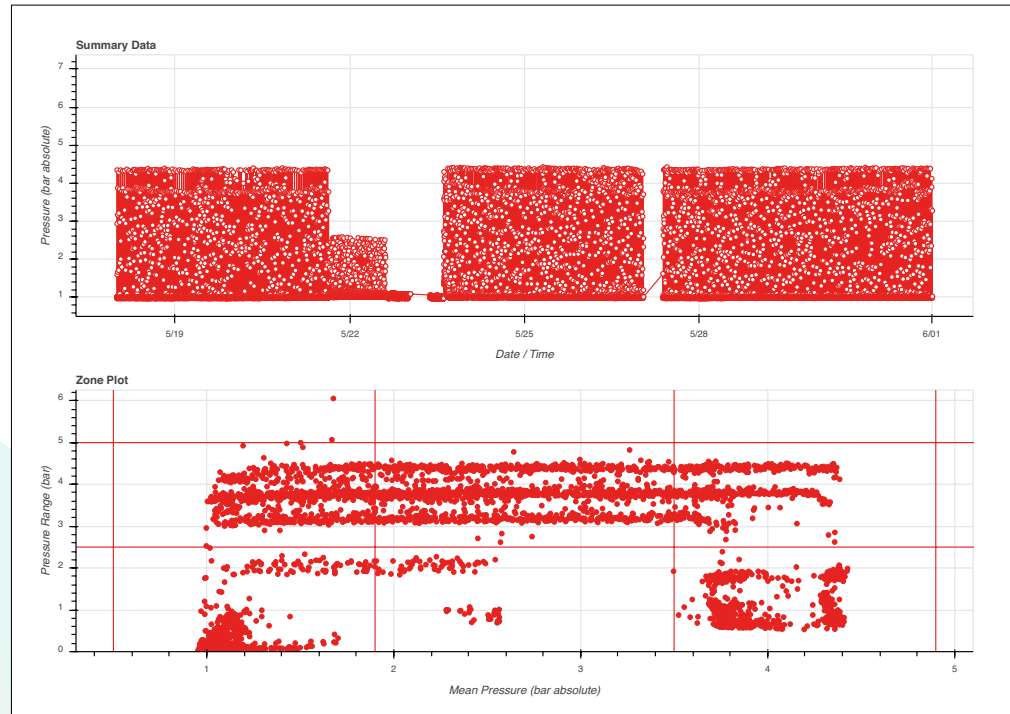 Summary Data
7
6
5
4
3
2
1
Pressure (bar absolute)
5/19 5/22 5/25 5/28 6/01
Date / Time
Zone Plot
6
5
4
3
2
1
0
Pressure Range (bar)
1 2 3 4 5
Mean Pressure (bar absolute)